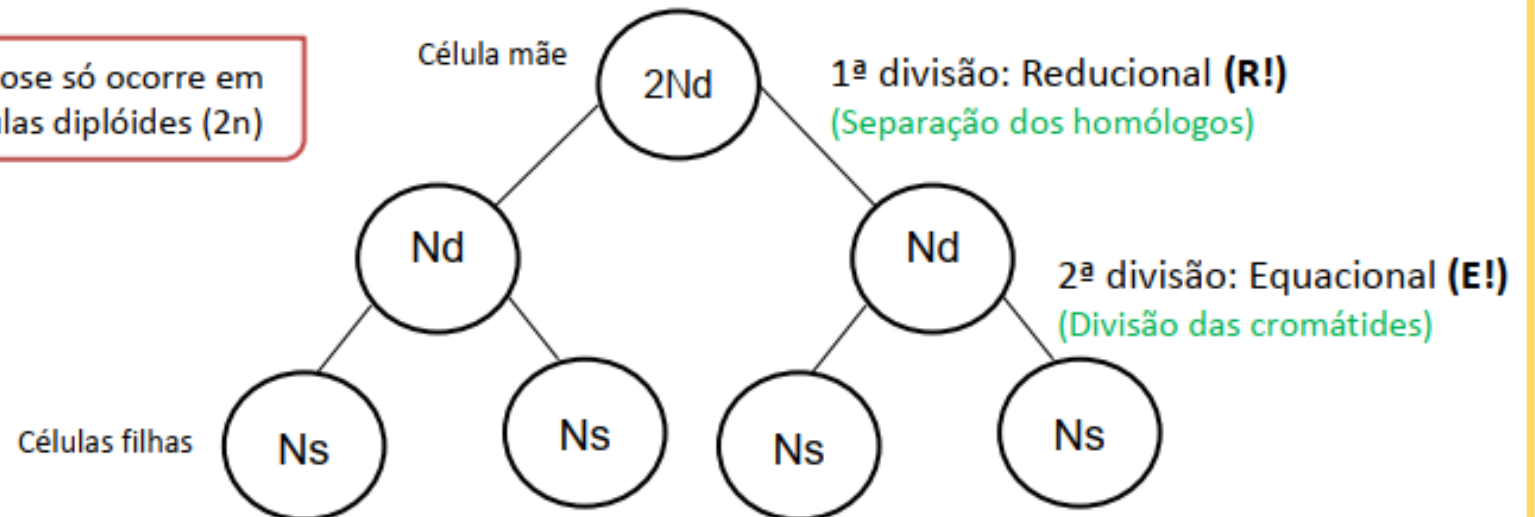 ose só ocorre em
las diplóides (2n)
Célula mãe
2Nd
1ª divisão: Reducional (R!)
(Separação dos homólogos)
Nd
Nd
2ª divisão: Equacional (E!)
(Divisão das cromátides)
Células filhas
Ns
Ns
Ns
Ns